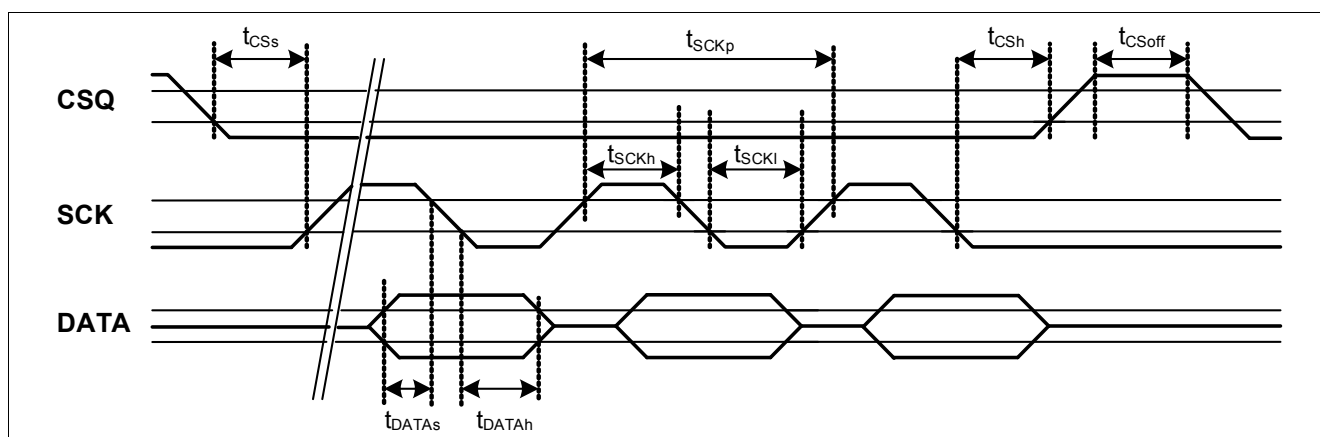 tCSs
tSCKp
tCSh
tCSoff
CSQ
tSCKh
tSCKl
SCK
DATA
tDATAs
tDATAh